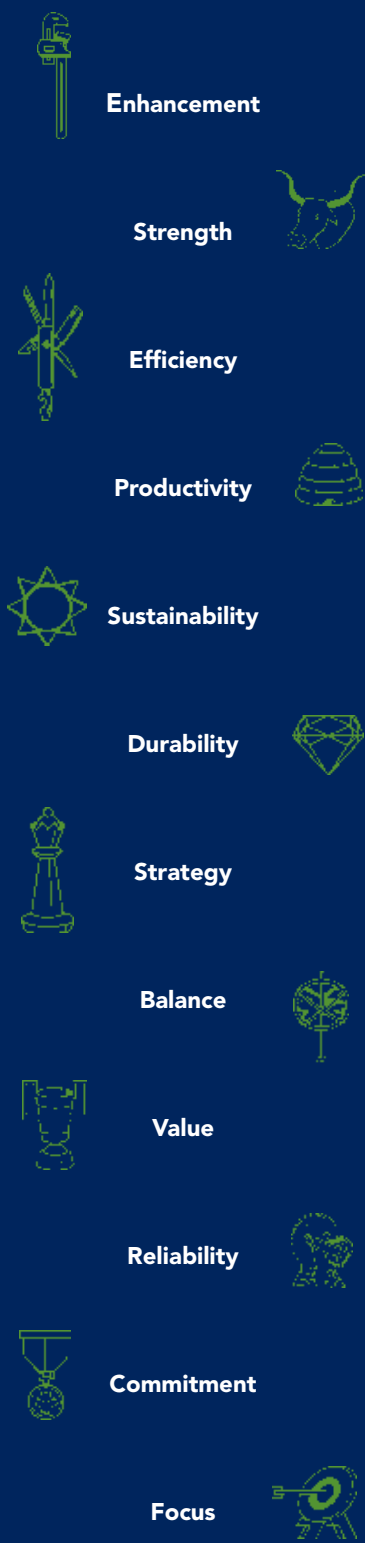 Enhancement
Strength
Efficiency
Productivity
Sustainability
Durability
Strategy
Balance
Value
Reliability
Commitment
Focus